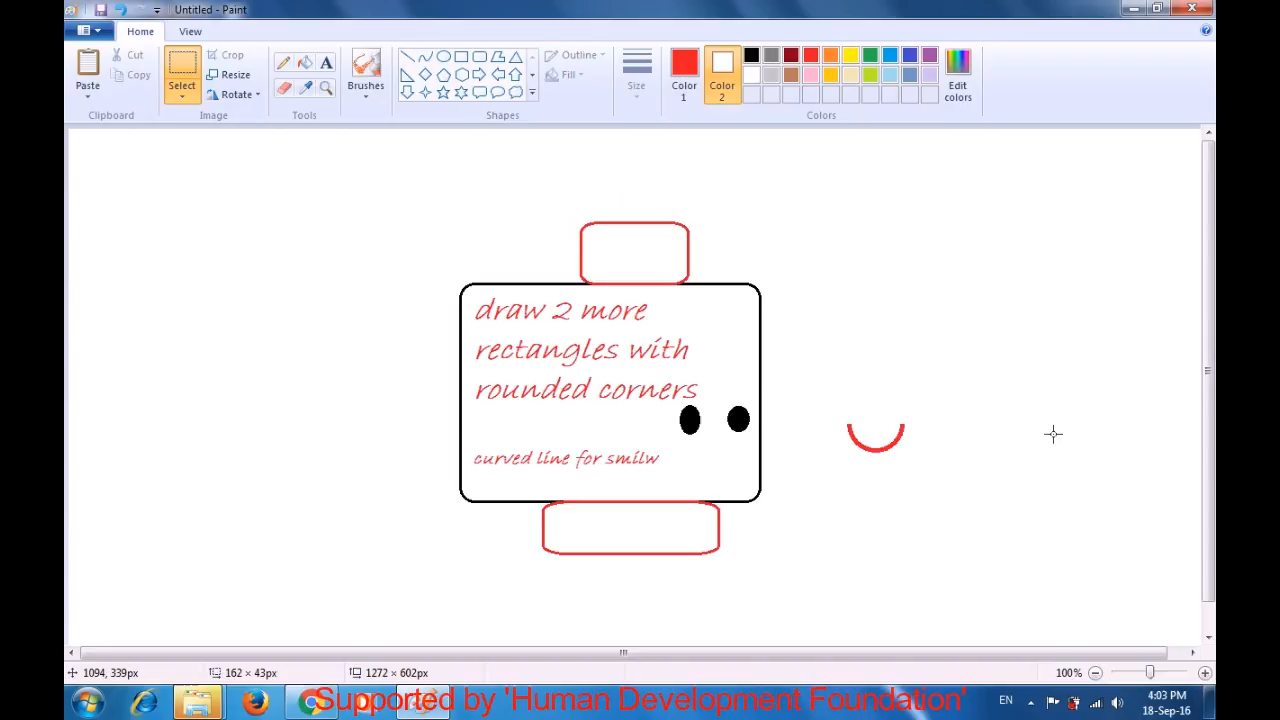 Untitled - Paint
Home View
Paste
Cut
Copy
Clipboard
Select
Crop
Resize
Rotate
Image
Tools
Brushes
Shapes
Outline
Fill
Size
Color 1
Color 2
Edit colors
Colors
draw 2 more
rectangles with
rounded corners
curved line for smilw
1094, 339px
162 × 43px
1272 × 602px
100%
Supported by 'Human Development Foundation'
EN
4:03 PM
18-Sep-16